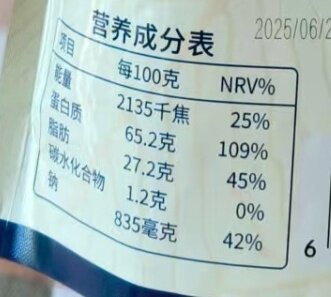 营养成分表
2025/06/2
项目 每100克 NRV%
能量 2135千焦 25%
蛋白质 65.2克 109%
脂肪 27.2克 45%
碳水化合物 1.2克 0%
钠 835毫克 42%
6